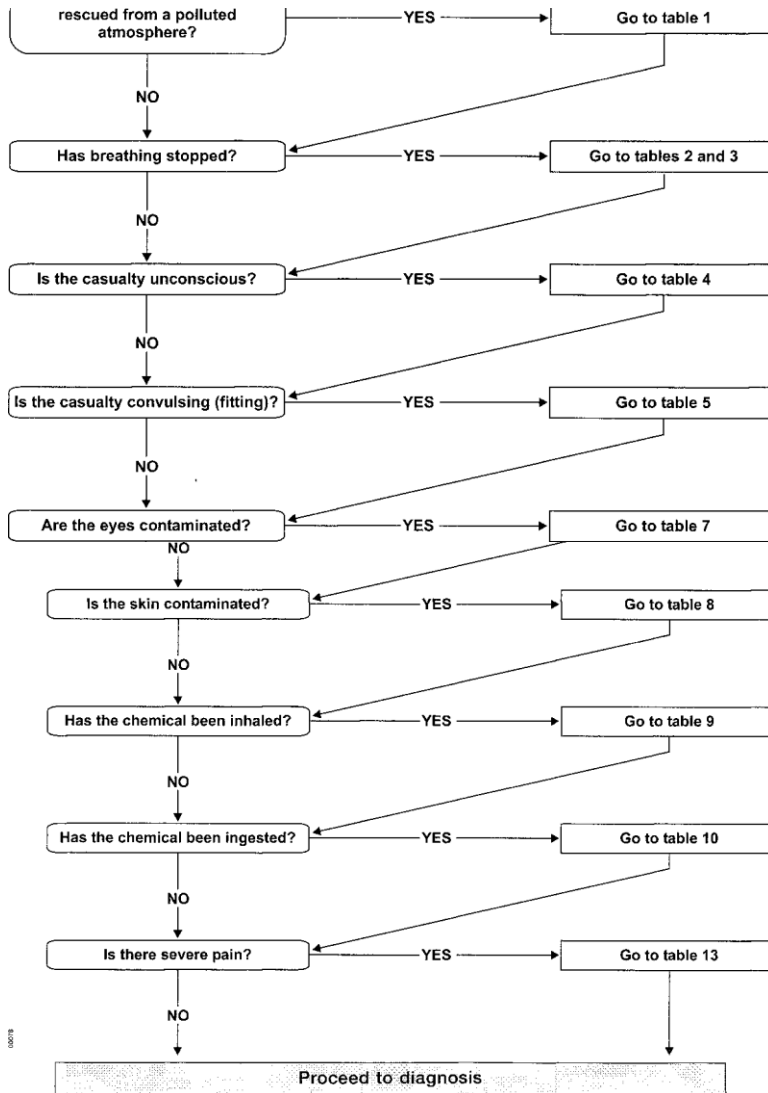 rescued from a polluted
atmosphere?
YES
Go to table 1
NO
Has breathing stopped?
YES
Go to tables 2 and 3
NO
Is the casualty unconscious?
YES
Go to table 4
NO
Is the casualty convulsing (fitting)?
YES
Go to table 5
NO
Are the eyes contaminated?
YES
Go to table 7
NO
Is the skin contaminated?
YES
Go to table 8
NO
Has the chemical been inhaled?
YES
Go to table 9
NO
Has the chemical been ingested?
YES
Go to table 10
NO
Is there severe pain?
YES
Go to table 13
NO
Proceed to diagnosis